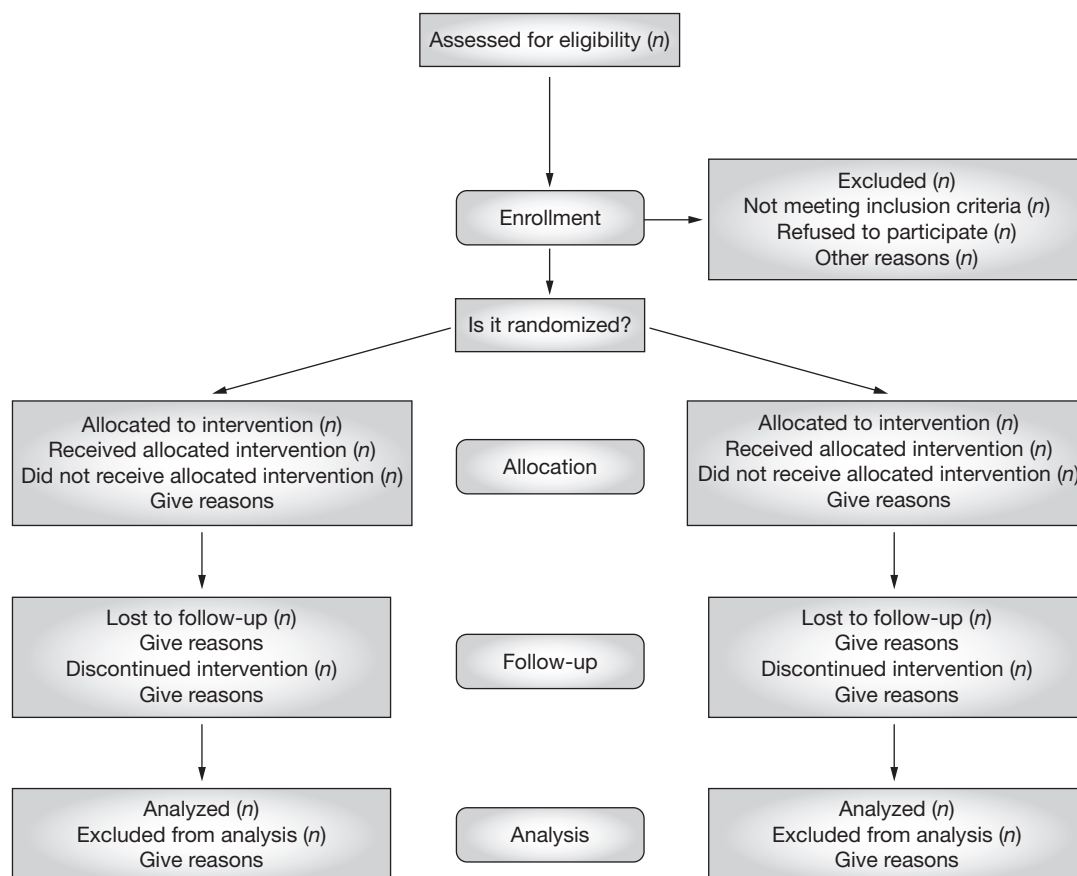 Assessed for eligibility (n)
Enrollment
Excluded (n)
Not meeting inclusion criteria (n)
Refused to participate (n)
Other reasons (n)
Is it randomized?
Allocated to intervention (n)
Received allocated intervention (n)
Did not receive allocated intervention (n)
Give reasons
Allocation
Allocated to intervention (n)
Received allocated intervention (n)
Did not receive allocated intervention (n)
Give reasons
Lost to follow-up (n)
Give reasons
Discontinued intervention (n)
Give reasons
Follow-up
Lost to follow-up (n)
Give reasons
Discontinued intervention (n)
Give reasons
Analyzed (n)
Excluded from analysis (n)
Give reasons
Analysis
Analyzed (n)
Excluded from analysis (n)
Give reasons